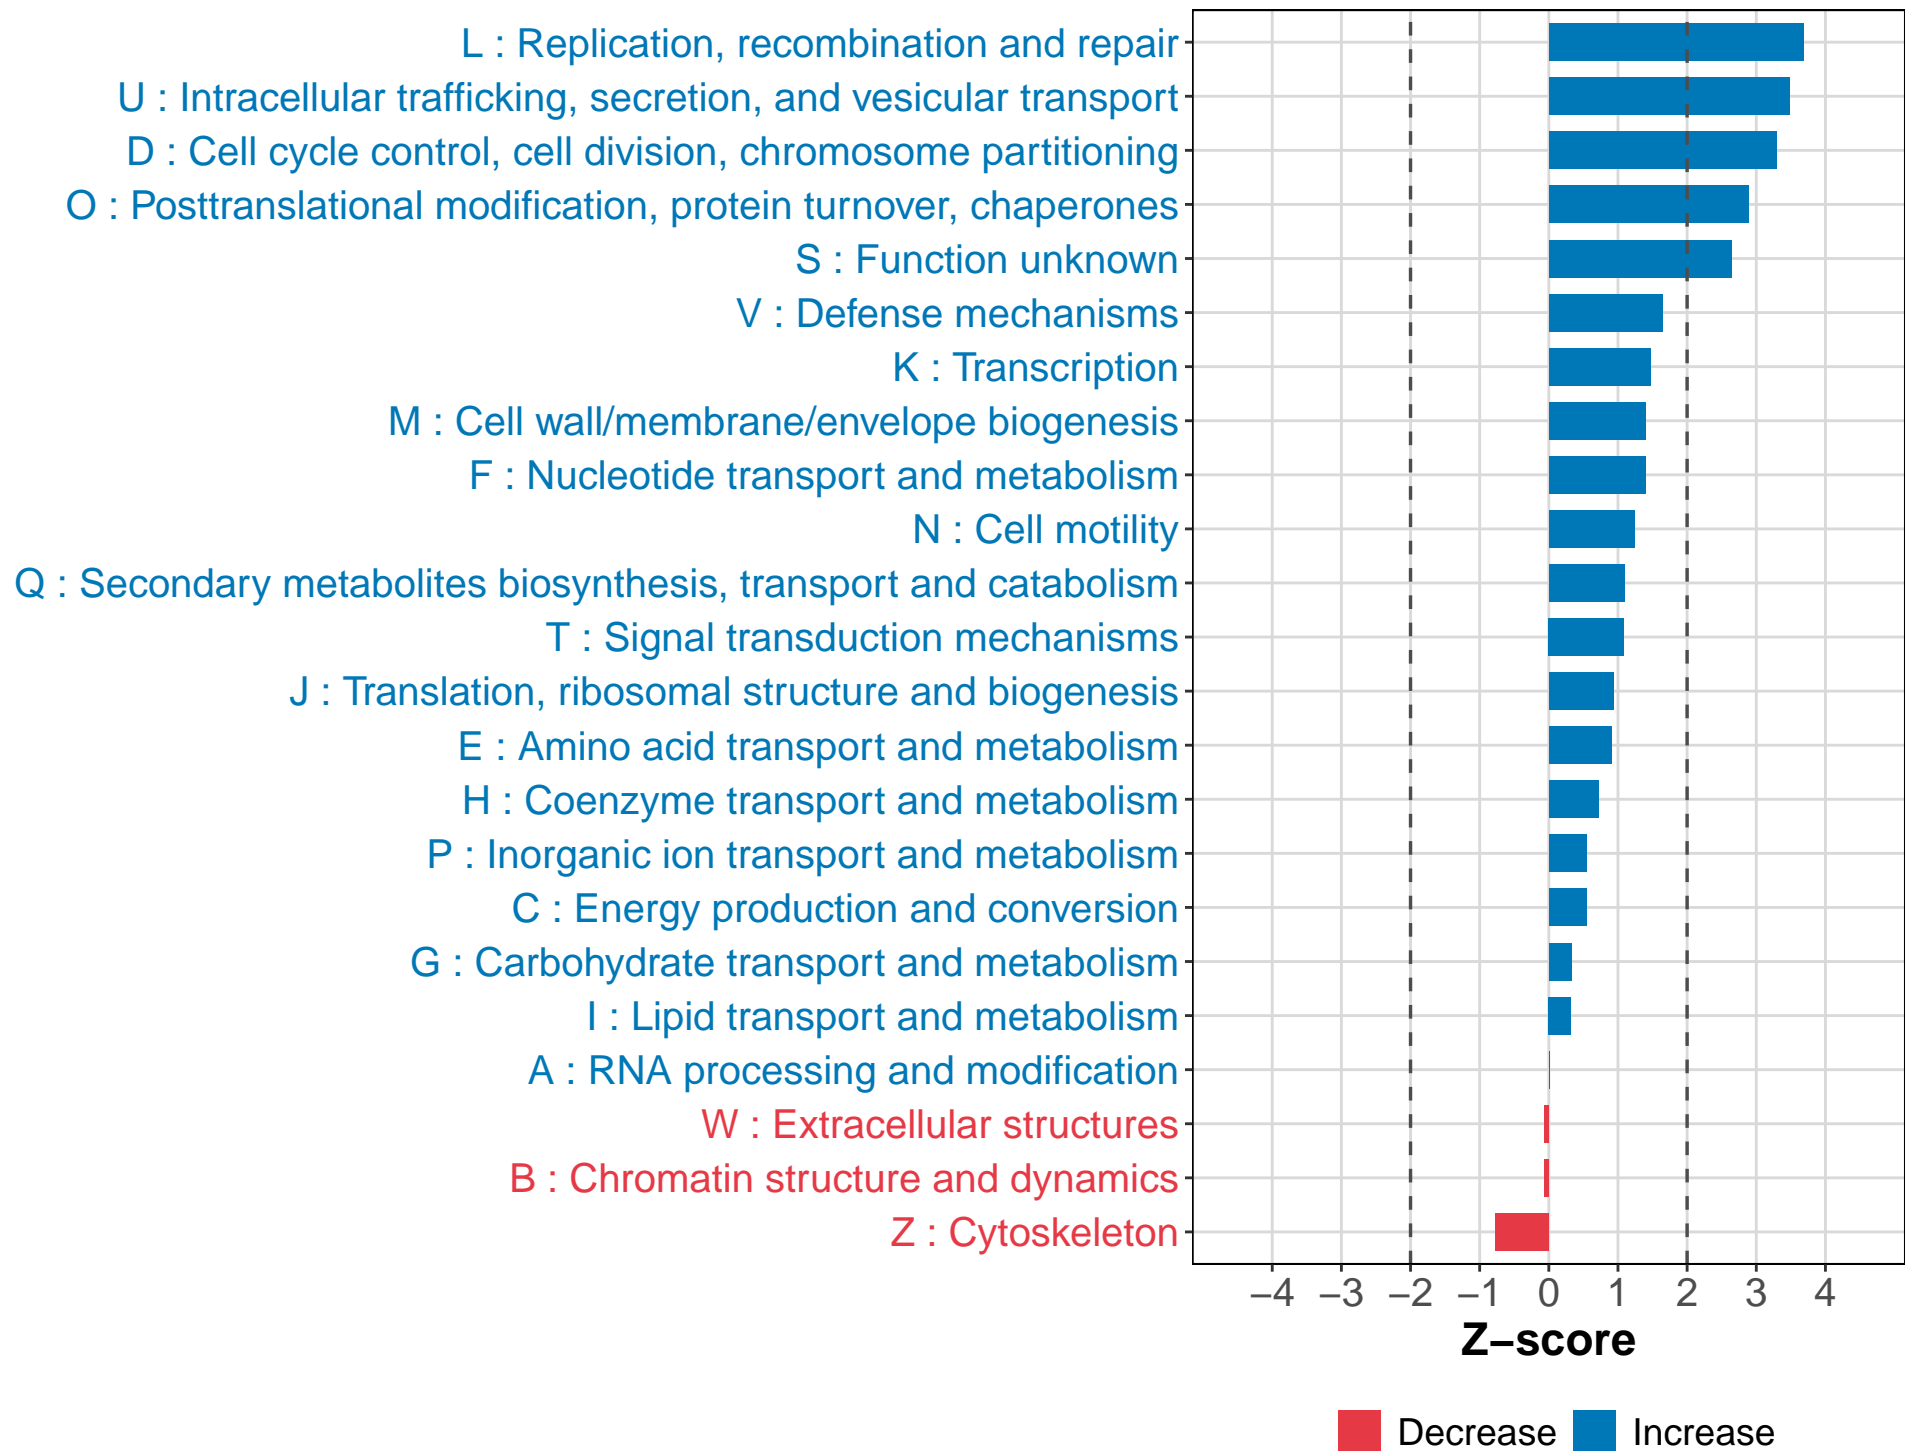 L : Replication, recombination and repair
U : Intracellular trafficking, secretion, and vesicular transport
D : Cell cycle control, cell division, chromosome partitioning
O : Posttranslational modification, protein turnover, chaperones
S : Function unknown
V : Defense mechanisms
K : Transcription
M : Cell wall/membrane/envelope biogenesis
F : Nucleotide transport and metabolism
N : Cell motility
Q : Secondary metabolites biosynthesis, transport and catabolism
T : Signal transduction mechanisms
J : Translation, ribosomal structure and biogenesis
E : Amino acid transport and metabolism
H : Coenzyme transport and metabolism
P : Inorganic ion transport and metabolism
C : Energy production and conversion
G : Carbohydrate transport and metabolism
I : Lipid transport and metabolism
A : RNA processing and modification
W : Extracellular structures
B : Chromatin structure and dynamics
Z : Cytoskeleton
−4 −3 −2 −1 0 1 2 3 4
Z−score
Decrease Increase